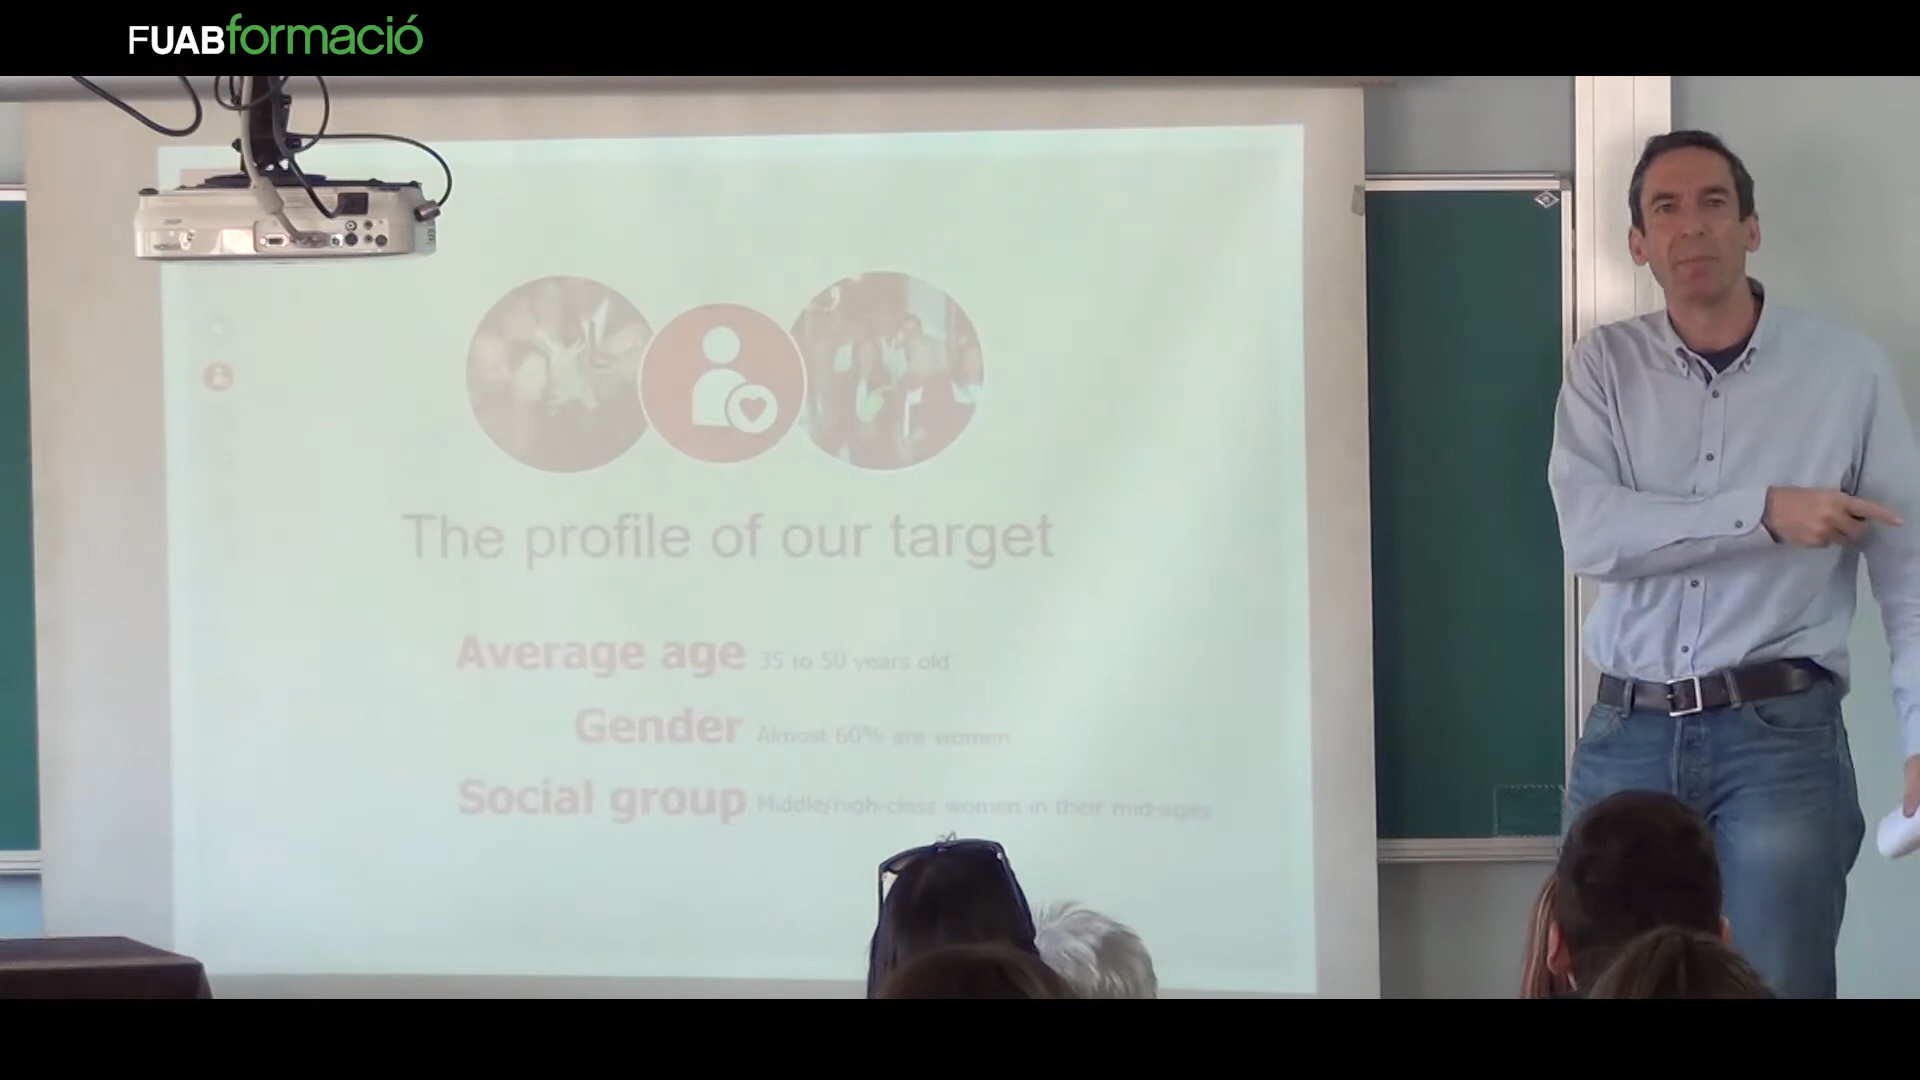 FUABformació
The profile of our target
Average age 35 to 50 years old
Gender Almost 60% are women
Social group Middle/high-class women in their mid-ages